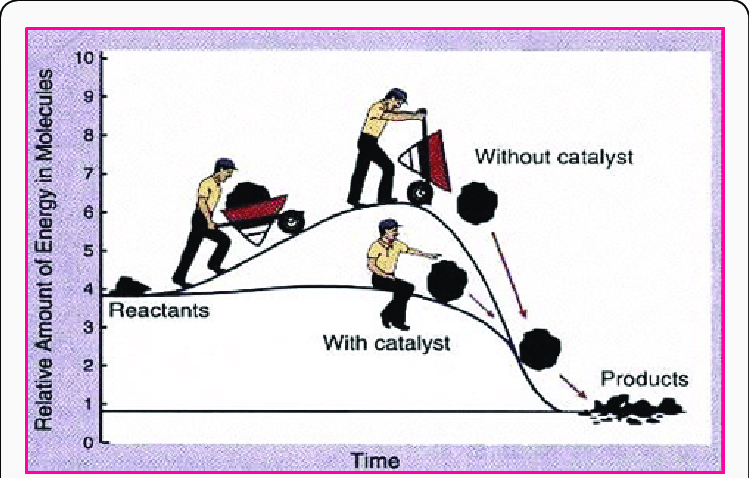 Relative Amount of Energy in Molecules
10
9
8
7
6
5
4
3
2
1
0
Without catalyst
Reactants
With catalyst
Products
Time